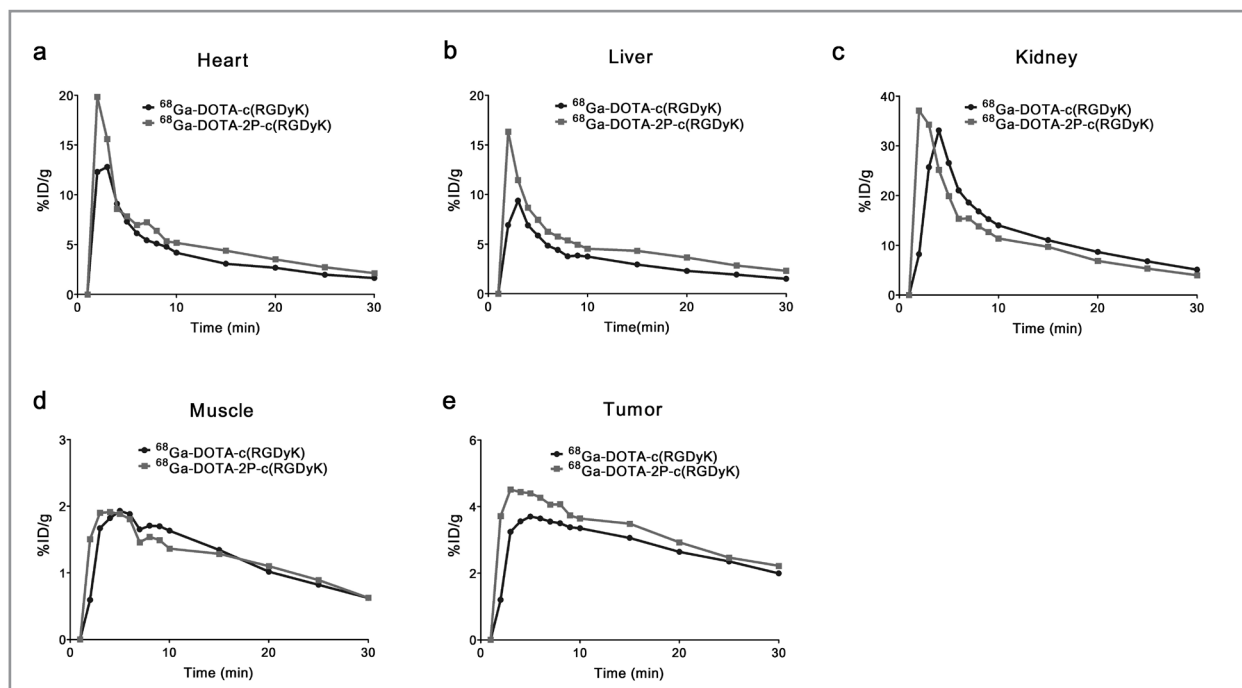 a
Heart
20
15
10
5
0
%ID/g
68Ga-DOTA-c(RGDyK)
68Ga-DOTA-2P-c(RGDyK)
0
10
20
30
Time (min)
b
Liver
20
15
10
5
0
%ID/g
68Ga-DOTA-c(RGDyK)
68Ga-DOTA-2P-c(RGDyK)
0
10
20
30
Time(min)
c
Kidney
40
30
20
10
0
%ID/g
68Ga-DOTA-c(RGDyK)
68Ga-DOTA-2P-c(RGDyK)
0
10
20
30
Time (min)
d
Muscle
3
2
1
0
%ID/g
68Ga-DOTA-c(RGDyK)
68Ga-DOTA-2P-c(RGDyK)
0
10
20
30
Time (min)
e
Tumor
6
4
2
0
%ID/g
68Ga-DOTA-c(RGDyK)
68Ga-DOTA-2P-c(RGDyK)
0
10
20
30
Time (min)